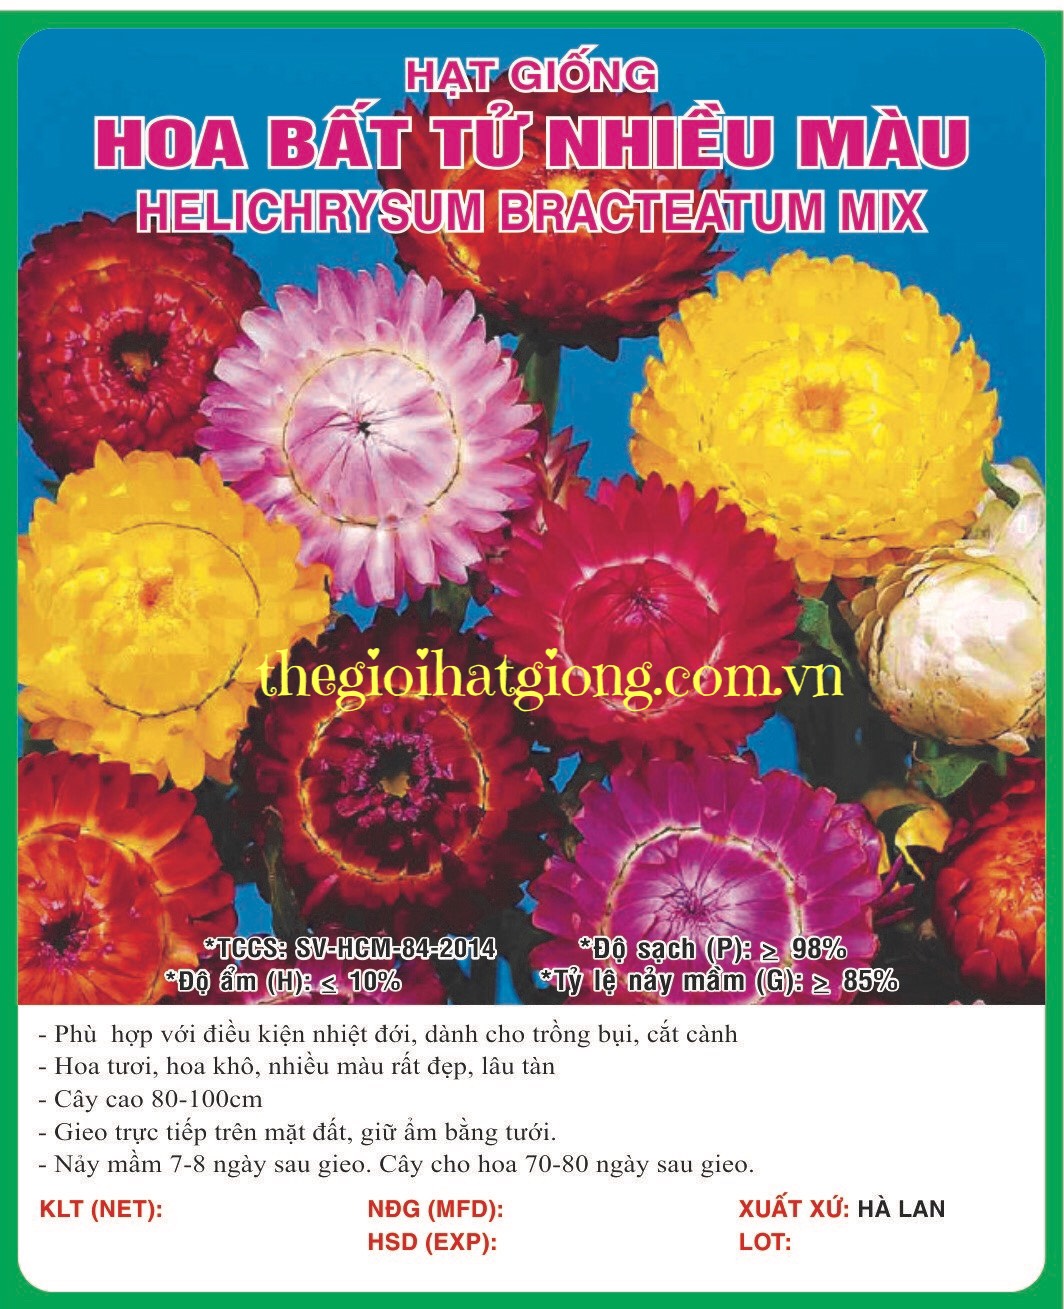 HẠT GIỐNG
HOA BẤT TỬ NHIỀU MÀU
HELICHRYSUM BRACTEATUM MIX
thegioihatgiong.com.vn
*TCCS: SV-HCM-84-2014 *Độ sạch (P): ≥ 98%
*Độ ẩm (H): ≤ 10% *Tỷ lệ nảy mầm (G): ≥ 85%
- Phù hợp với điều kiện nhiệt đới, dành cho trồng bụi, cắt cành
- Hoa tươi, hoa khô, nhiều màu rất đẹp, lâu tàn
- Cây cao 80-100cm
- Gieo trực tiếp trên mặt đất, giữ ẩm bằng tưới.
- Nảy mầm 7-8 ngày sau gieo. Cây cho hoa 70-80 ngày sau gieo.
KLT (NET): NĐG (MFD): XUẤT XỨ: HÀ LAN
HSD (EXP): LOT: